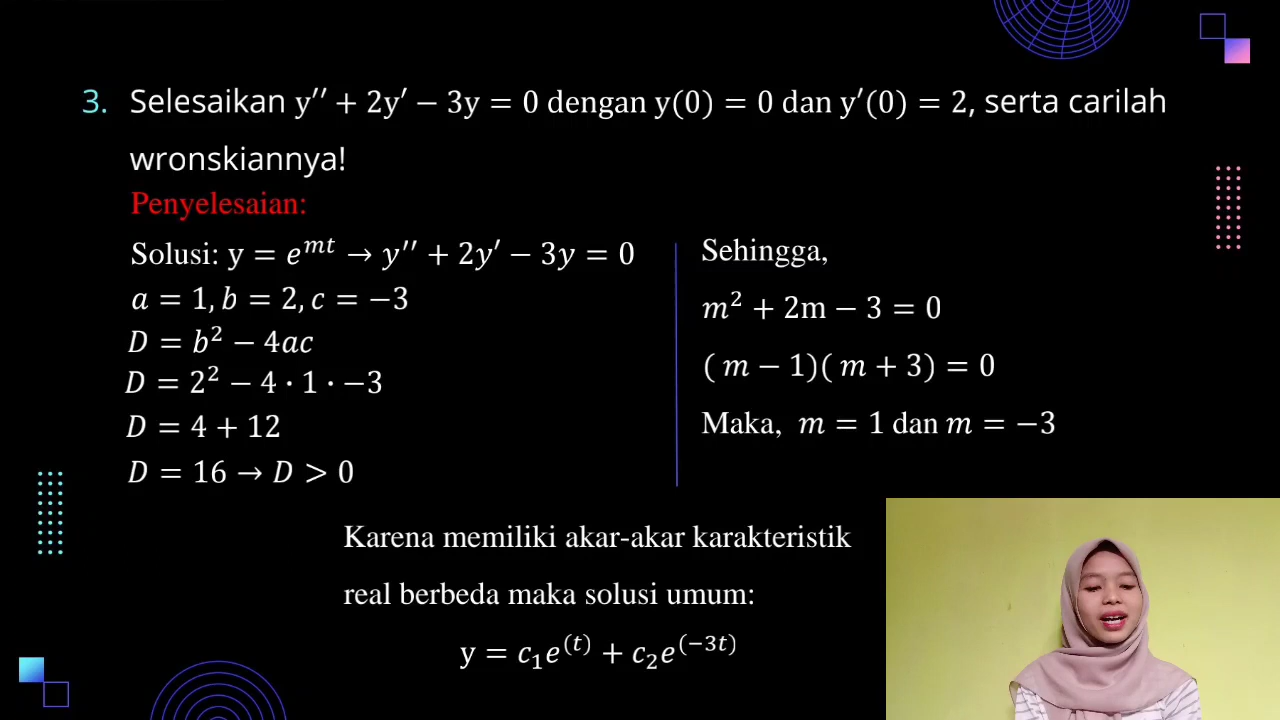 3. Selesaikan y′′ + 2y′ − 3y = 0 dengan y(0) = 0 dan y′(0) = 2, serta carilah
wronskiannya!
Penyelesaian:
Solusi: y = e^{mt} → y′′ + 2y′ − 3y = 0
a = 1, b = 2, c = −3
D = b² − 4ac
D = 2² − 4 · 1 · −3
D = 4 + 12
D = 16 → D > 0
Sehingga,
m² + 2m − 3 = 0
( m − 1)( m + 3) = 0
Maka, m = 1 dan m = −3
Karena memiliki akar-akar karakteristik
real berbeda maka solusi umum:
y = c₁e^{(t)} + c₂e^{(−3t)}